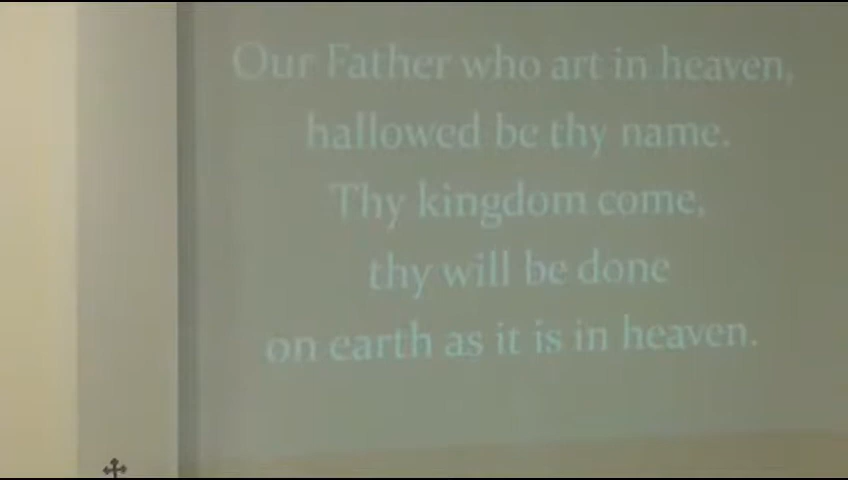 Our Father who art in heaven,
hallowed be thy name.
Thy kingdom come,
thy will be done
on earth as it is in heaven.